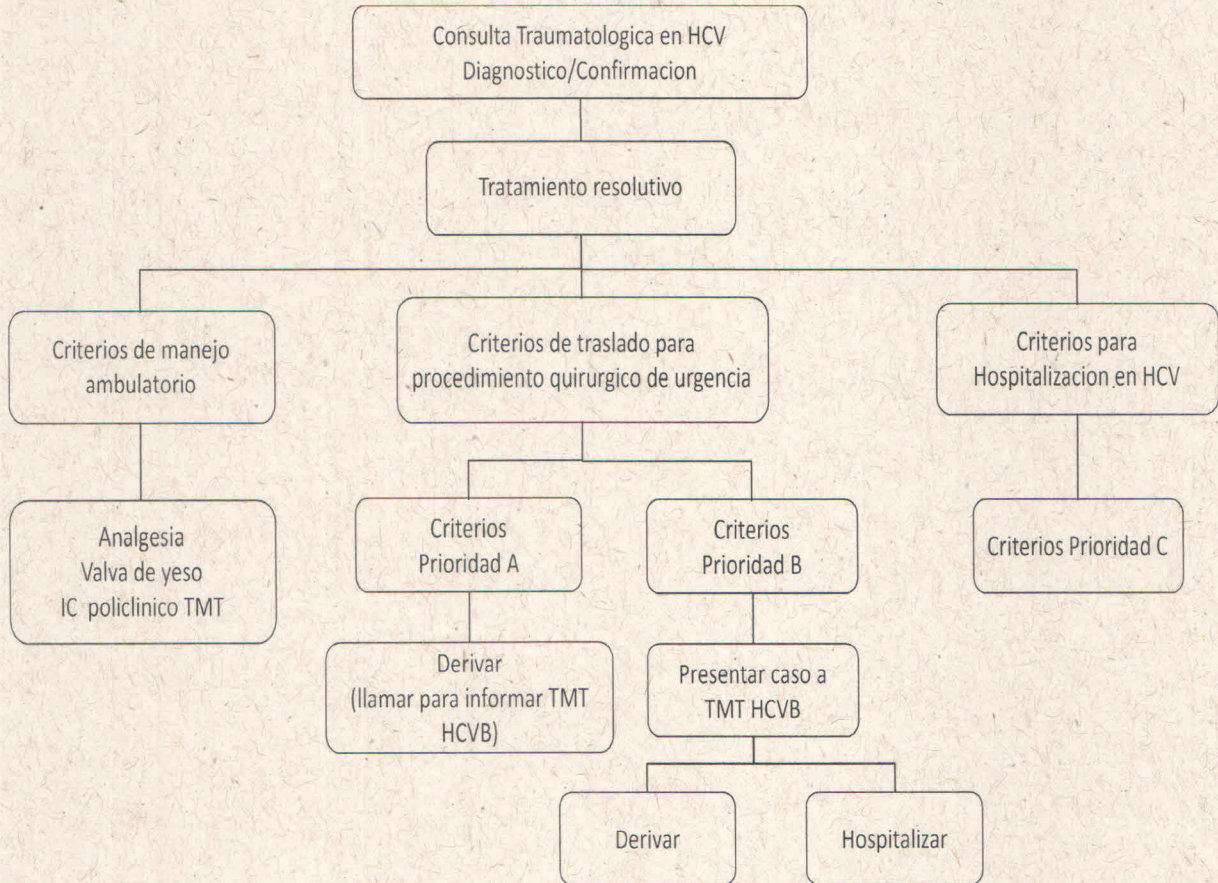 Consulta Traumatologica en HCV
Diagnostico/Confirmacion
Tratamiento resolutivo
Criterios de manejo
ambulatorio
Criterios de traslado para
procedimiento quirurgico de urgencia
Criterios para
Hospitalizacion en HCV
Analgesia
Valva de yeso
IC policlinico TMT
Criterios
Prioridad A
Criterios
Prioridad B
Criterios Prioridad C
Derivar
(llamar para informar TMT
HCVB)
Presentar caso a
TMT HCVB
Derivar
Hospitalizar